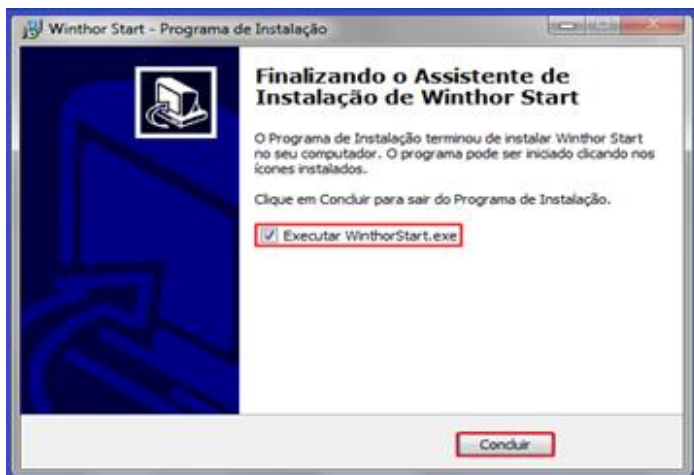 Winthor Start - Programa de Instalação
Finalizando o Assistente de
Instalação de Winthor Start
O Programa de Instalação terminou de instalar Winthor Start
no seu computador. O programa pode ser iniciado clicando nos
ícones instalados.
Clique em Concluir para sair do Programa de Instalação.
Executar WinthorStart.exe
Concluir